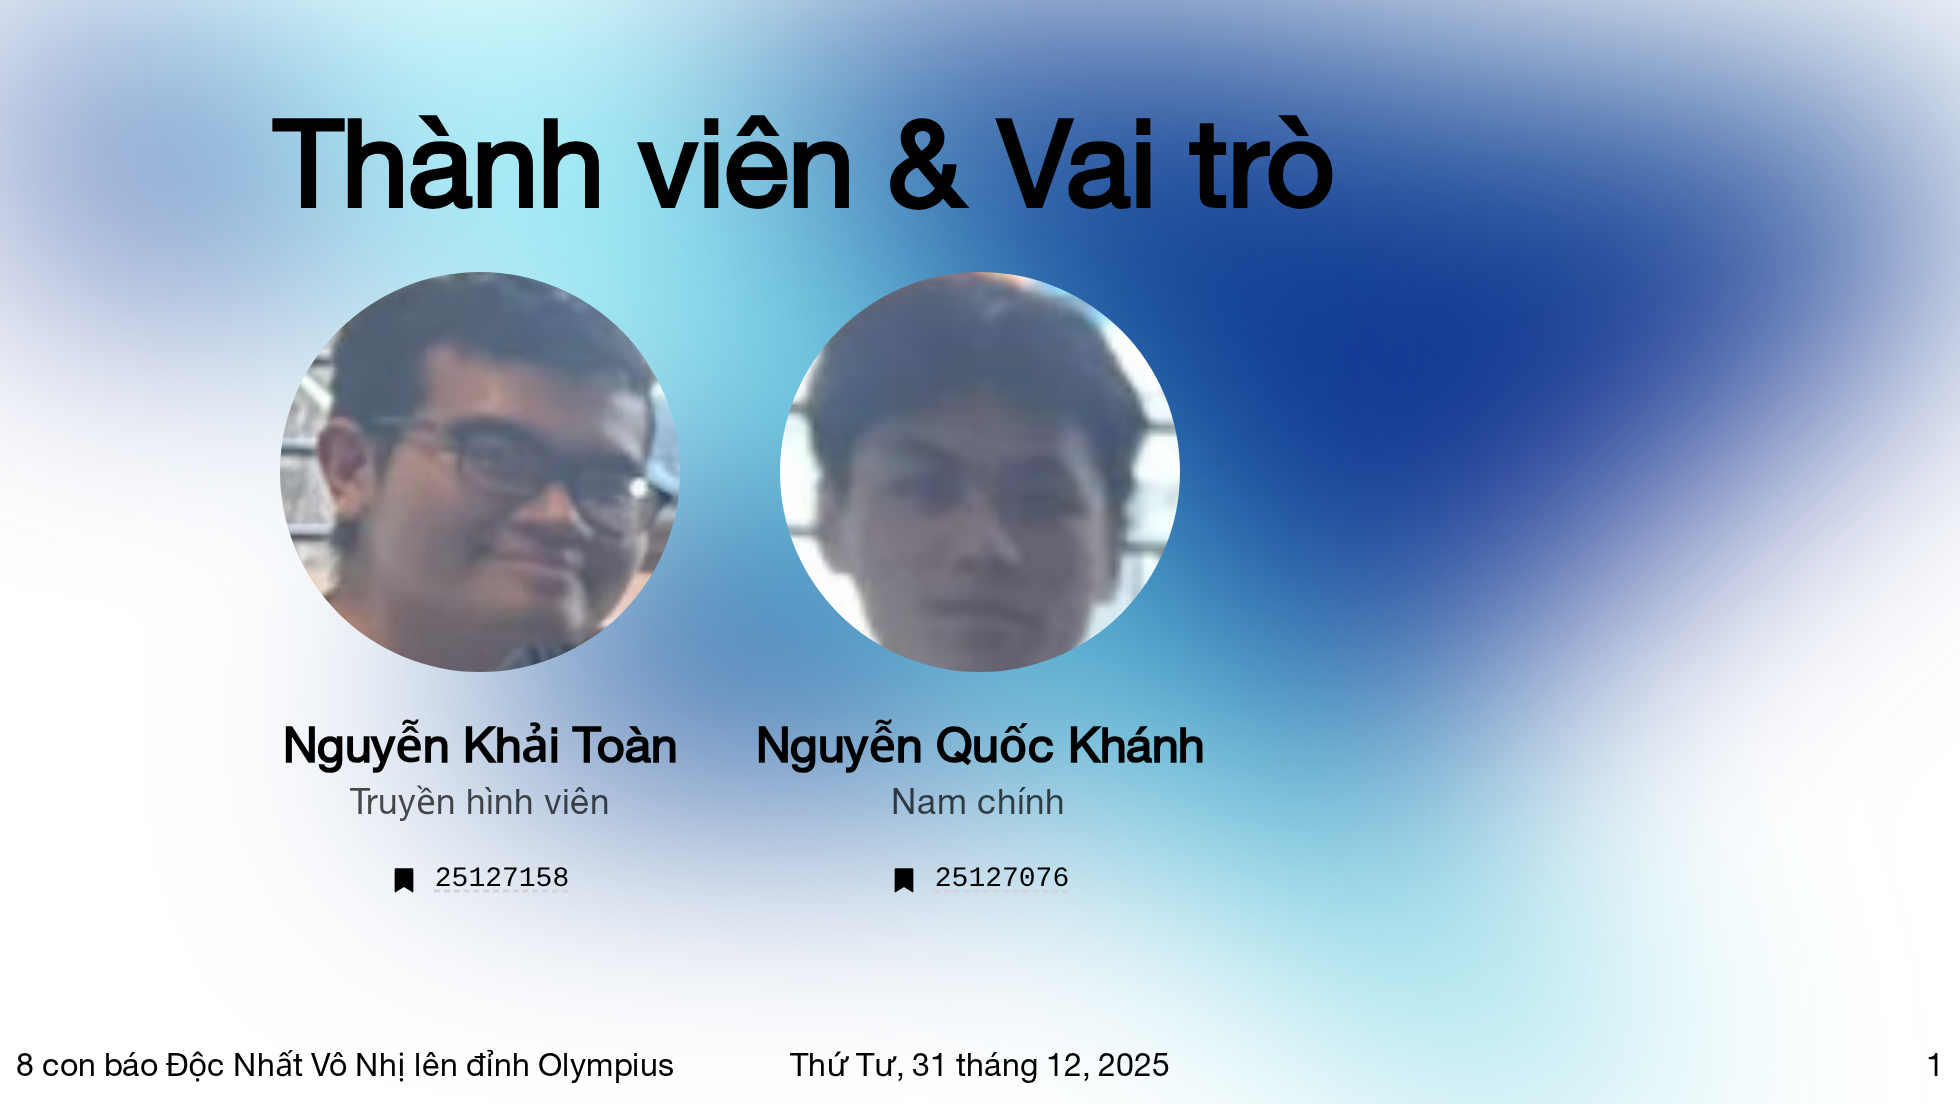 Thành viên & Vai trò
Nguyễn Khải Toàn
Truyền hình viên
25127158
Nguyễn Quốc Khánh
Nam chính
25127076
8 con báo Độc Nhất Vô Nhị lên đỉnh Olympius
Thứ Tư, 31 tháng 12, 2025
1